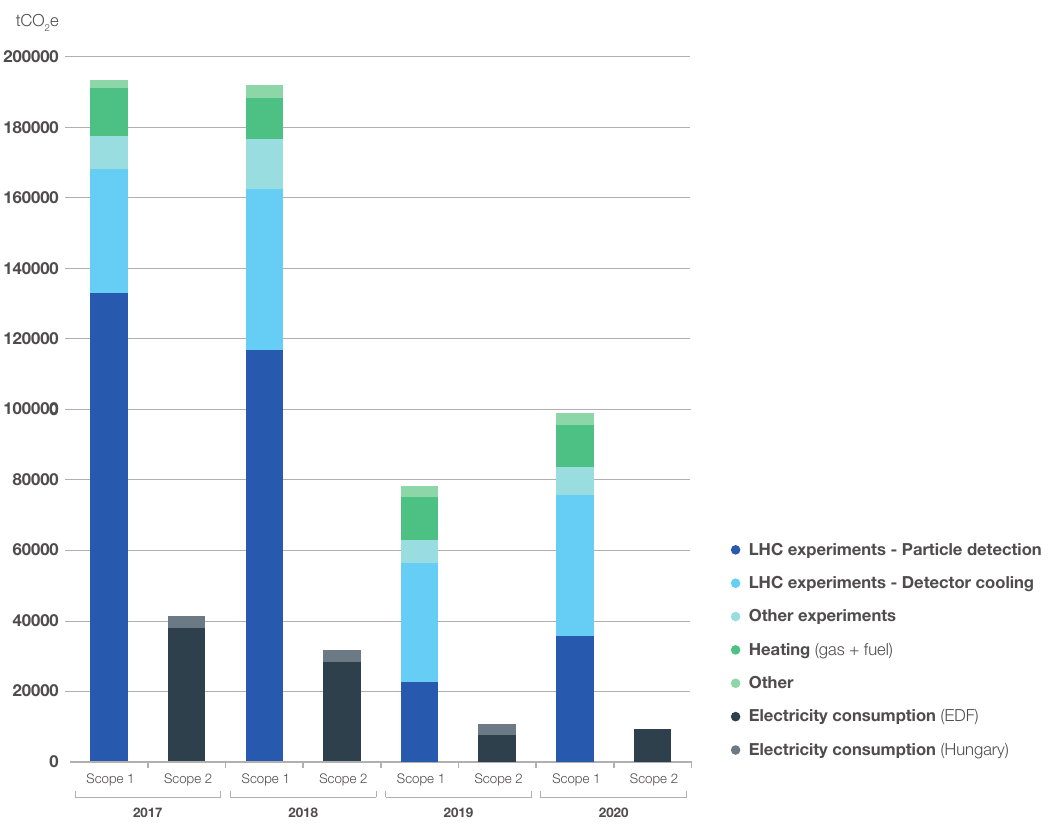 tCO₂e
200000
180000
160000
140000
120000
100000
80000
60000
40000
20000
0
Scope 1 Scope 2 Scope 1 Scope 2 Scope 1 Scope 2 Scope 1 Scope 2
2017 2018 2019 2020
LHC experiments - Particle detection
LHC experiments - Detector cooling
Other experiments
Heating (gas + fuel)
Other
Electricity consumption (EDF)
Electricity consumption (Hungary)